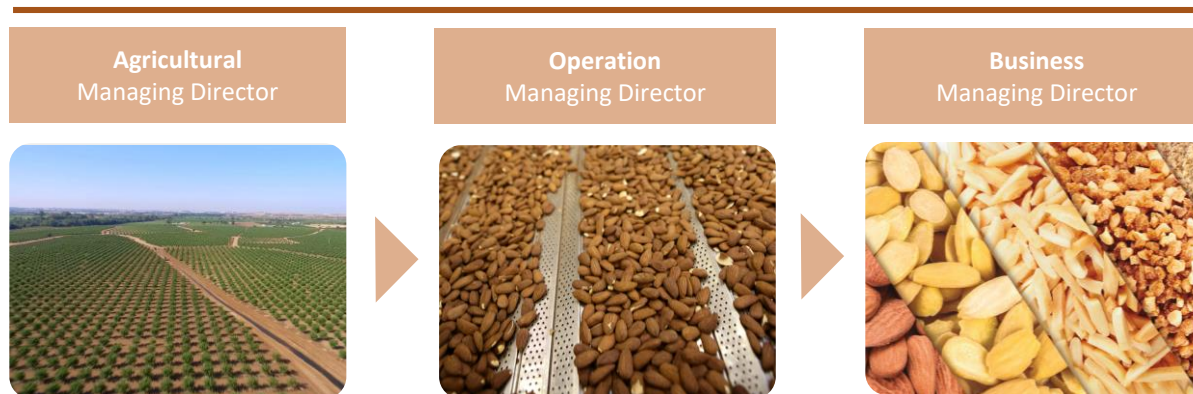 Agricultural
Managing Director
Operation
Managing Director
Business
Managing Director